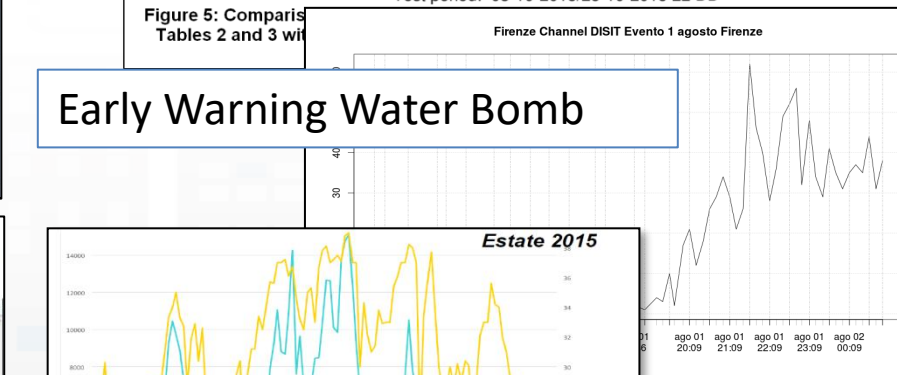 Figure 5: Comparis
Tables 2 and 3 wit
Firenze Channel DISIT Evento 1 agosto Firenze
Early Warning Water Bomb
40
30
Estate 2015
14000
12000
10000
8000
36
34
32
30
ago 01 ago 01 ago 01 ago 01 ago 02
20:09 21:09 22:09 23:09 00:09